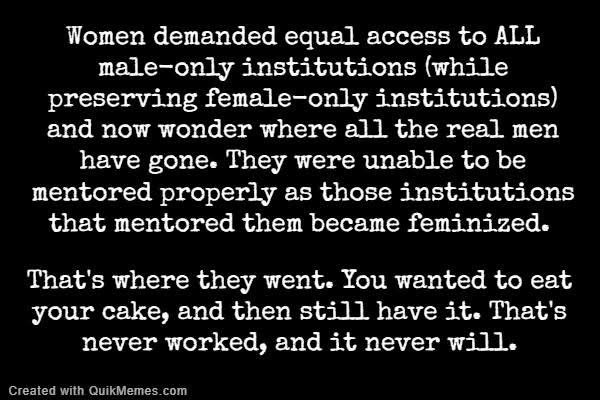 Women demanded equal access to ALL
male-only institutions (while
preserving female-only institutions)
and now wonder where all the real men
have gone. They were unable to be
mentored properly as those institutions
that mentored them became feminized.
That's where they went. You wanted to eat
your cake, and then still have it. That's
never worked, and it never will.
Created with QuikMemes.com